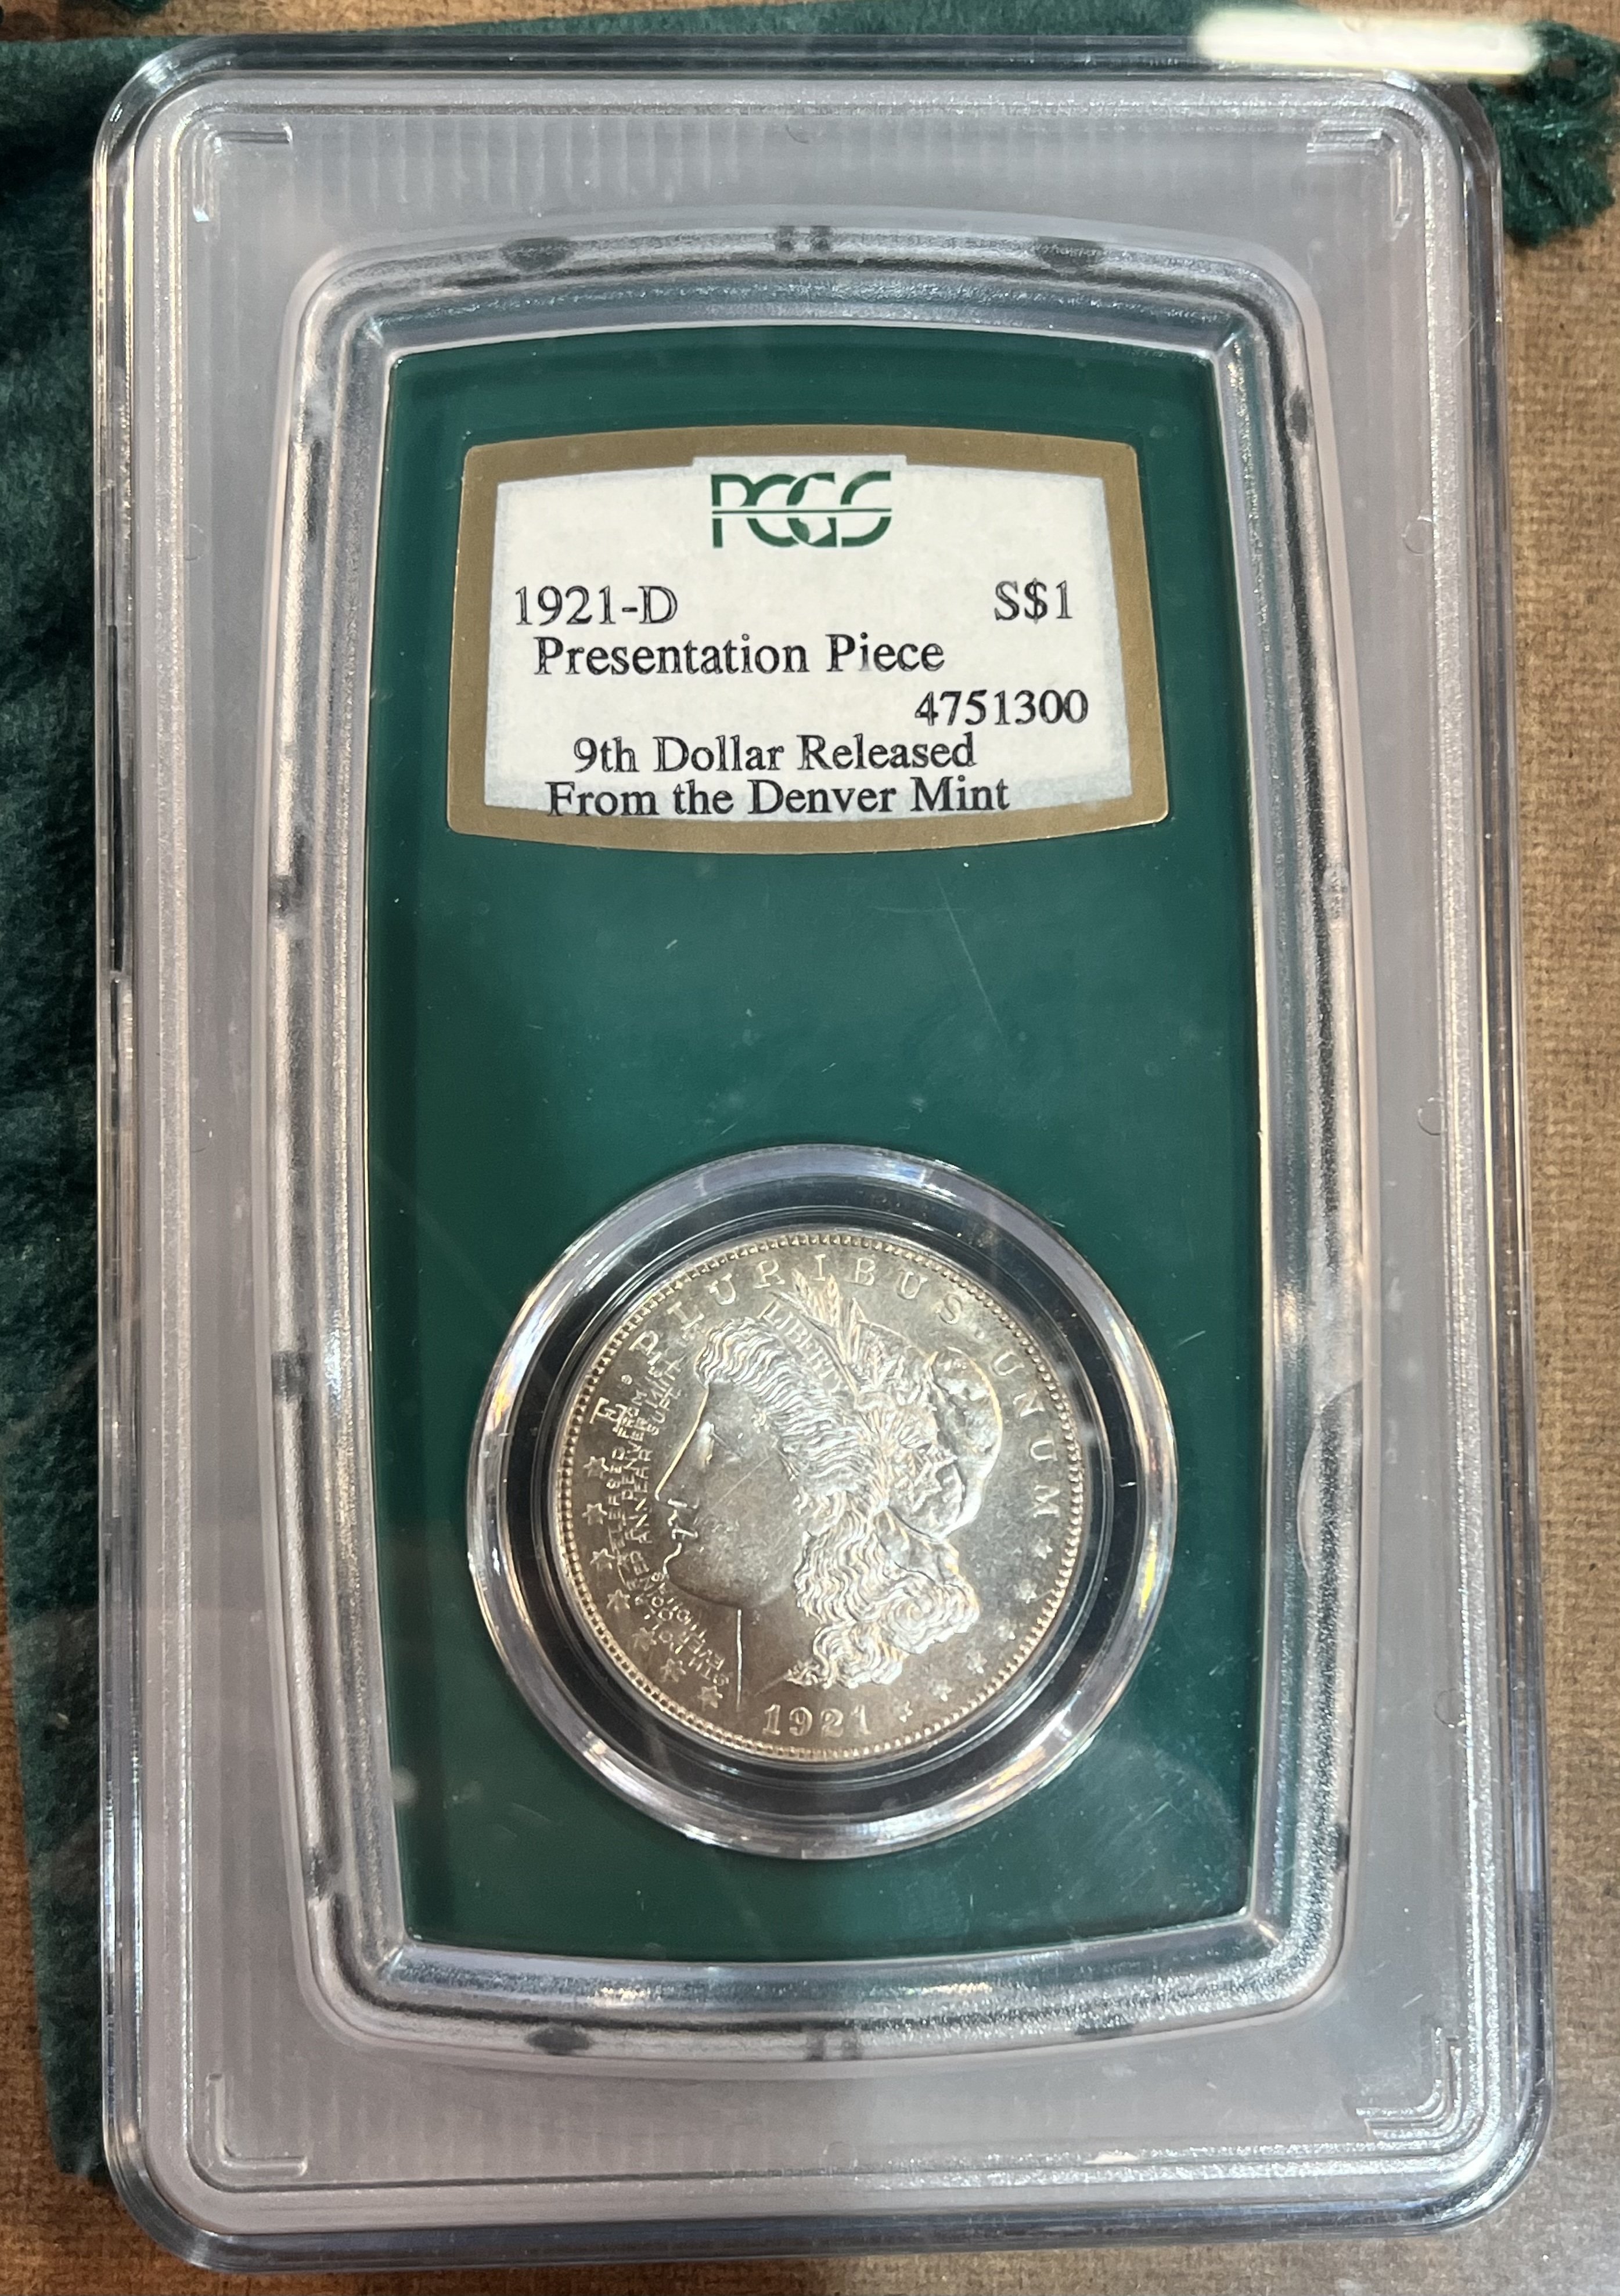 PCGS
1921-D S$1
Presentation Piece
4751300
9th Dollar Released
From the Denver Mint
E · PLURIBUS · UNUM
LIBERTY
1921